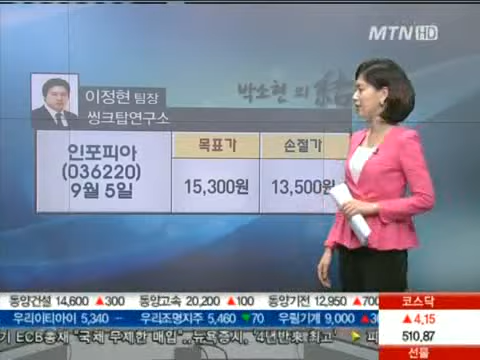 MTN HD
박소현 의
이정현 팀장
씽크탑연구소
목표가 손절가
인포피아
(036220)
9월 5일
15,300원 13,500원
동양건설 14,600 ▲300 동양고속 20,200 ▲100 동양기전 12,950 ▲700
우리이티아이 5,340 우리조명지주 5,460 ▼70 우림기계 9,000
ECB총재 "국채 무제한 매입"…뉴욕증시, '4년반來최고' ▶
코스닥
▲4.15
510.87
선물